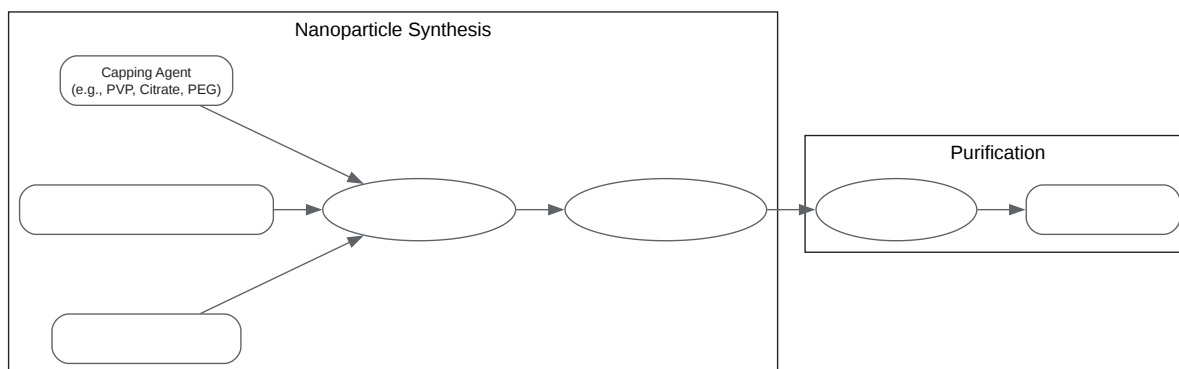 Nanoparticle Synthesis
Capping Agent
(e.g., PVP, Citrate, PEG)
Purification